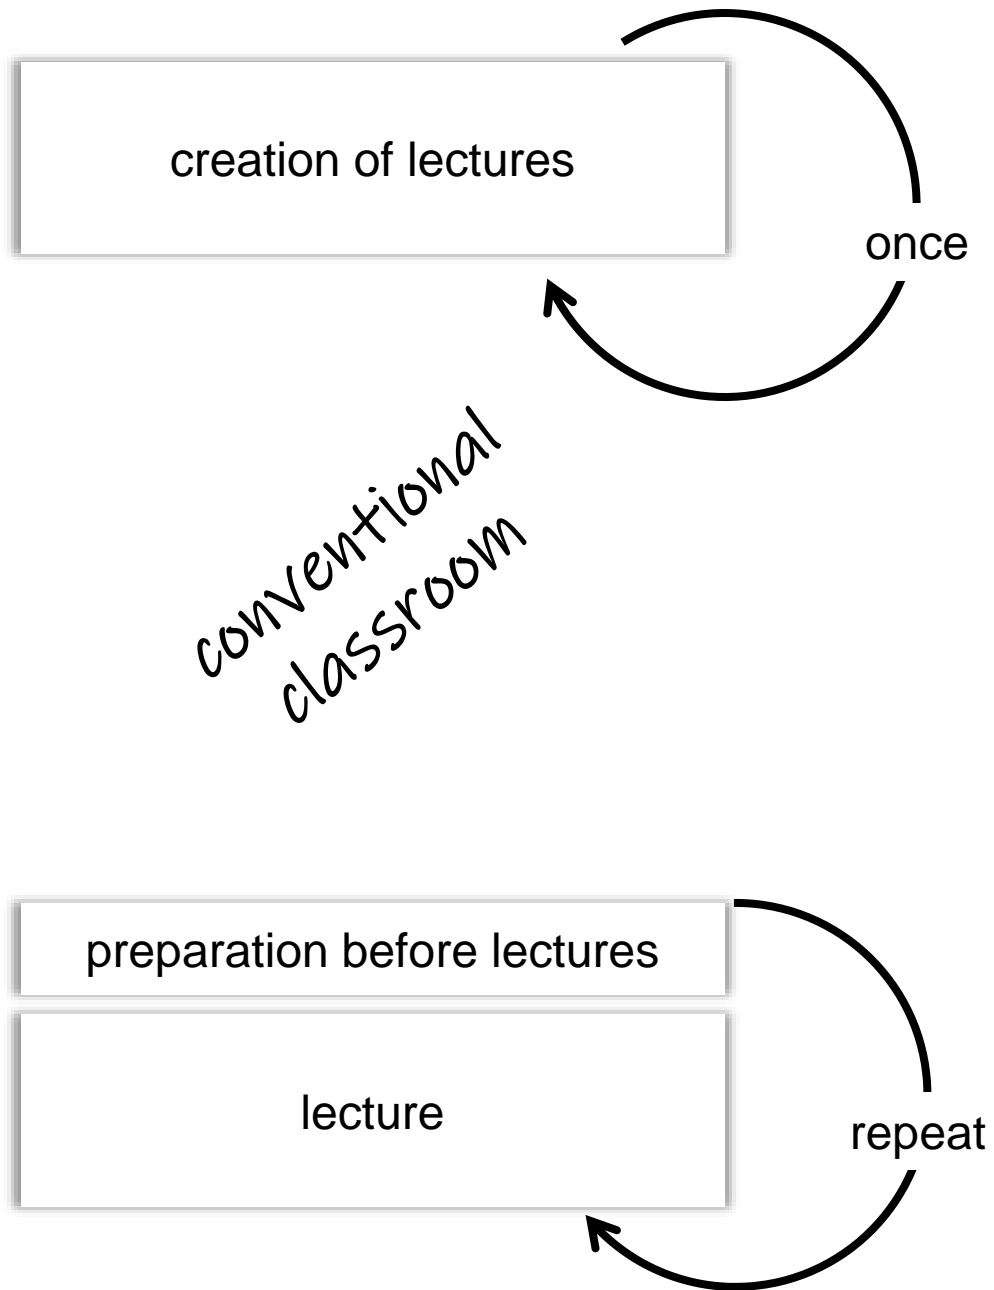 creation of lectures
once
conventional
classroom
preparation before lectures
lecture
repeat